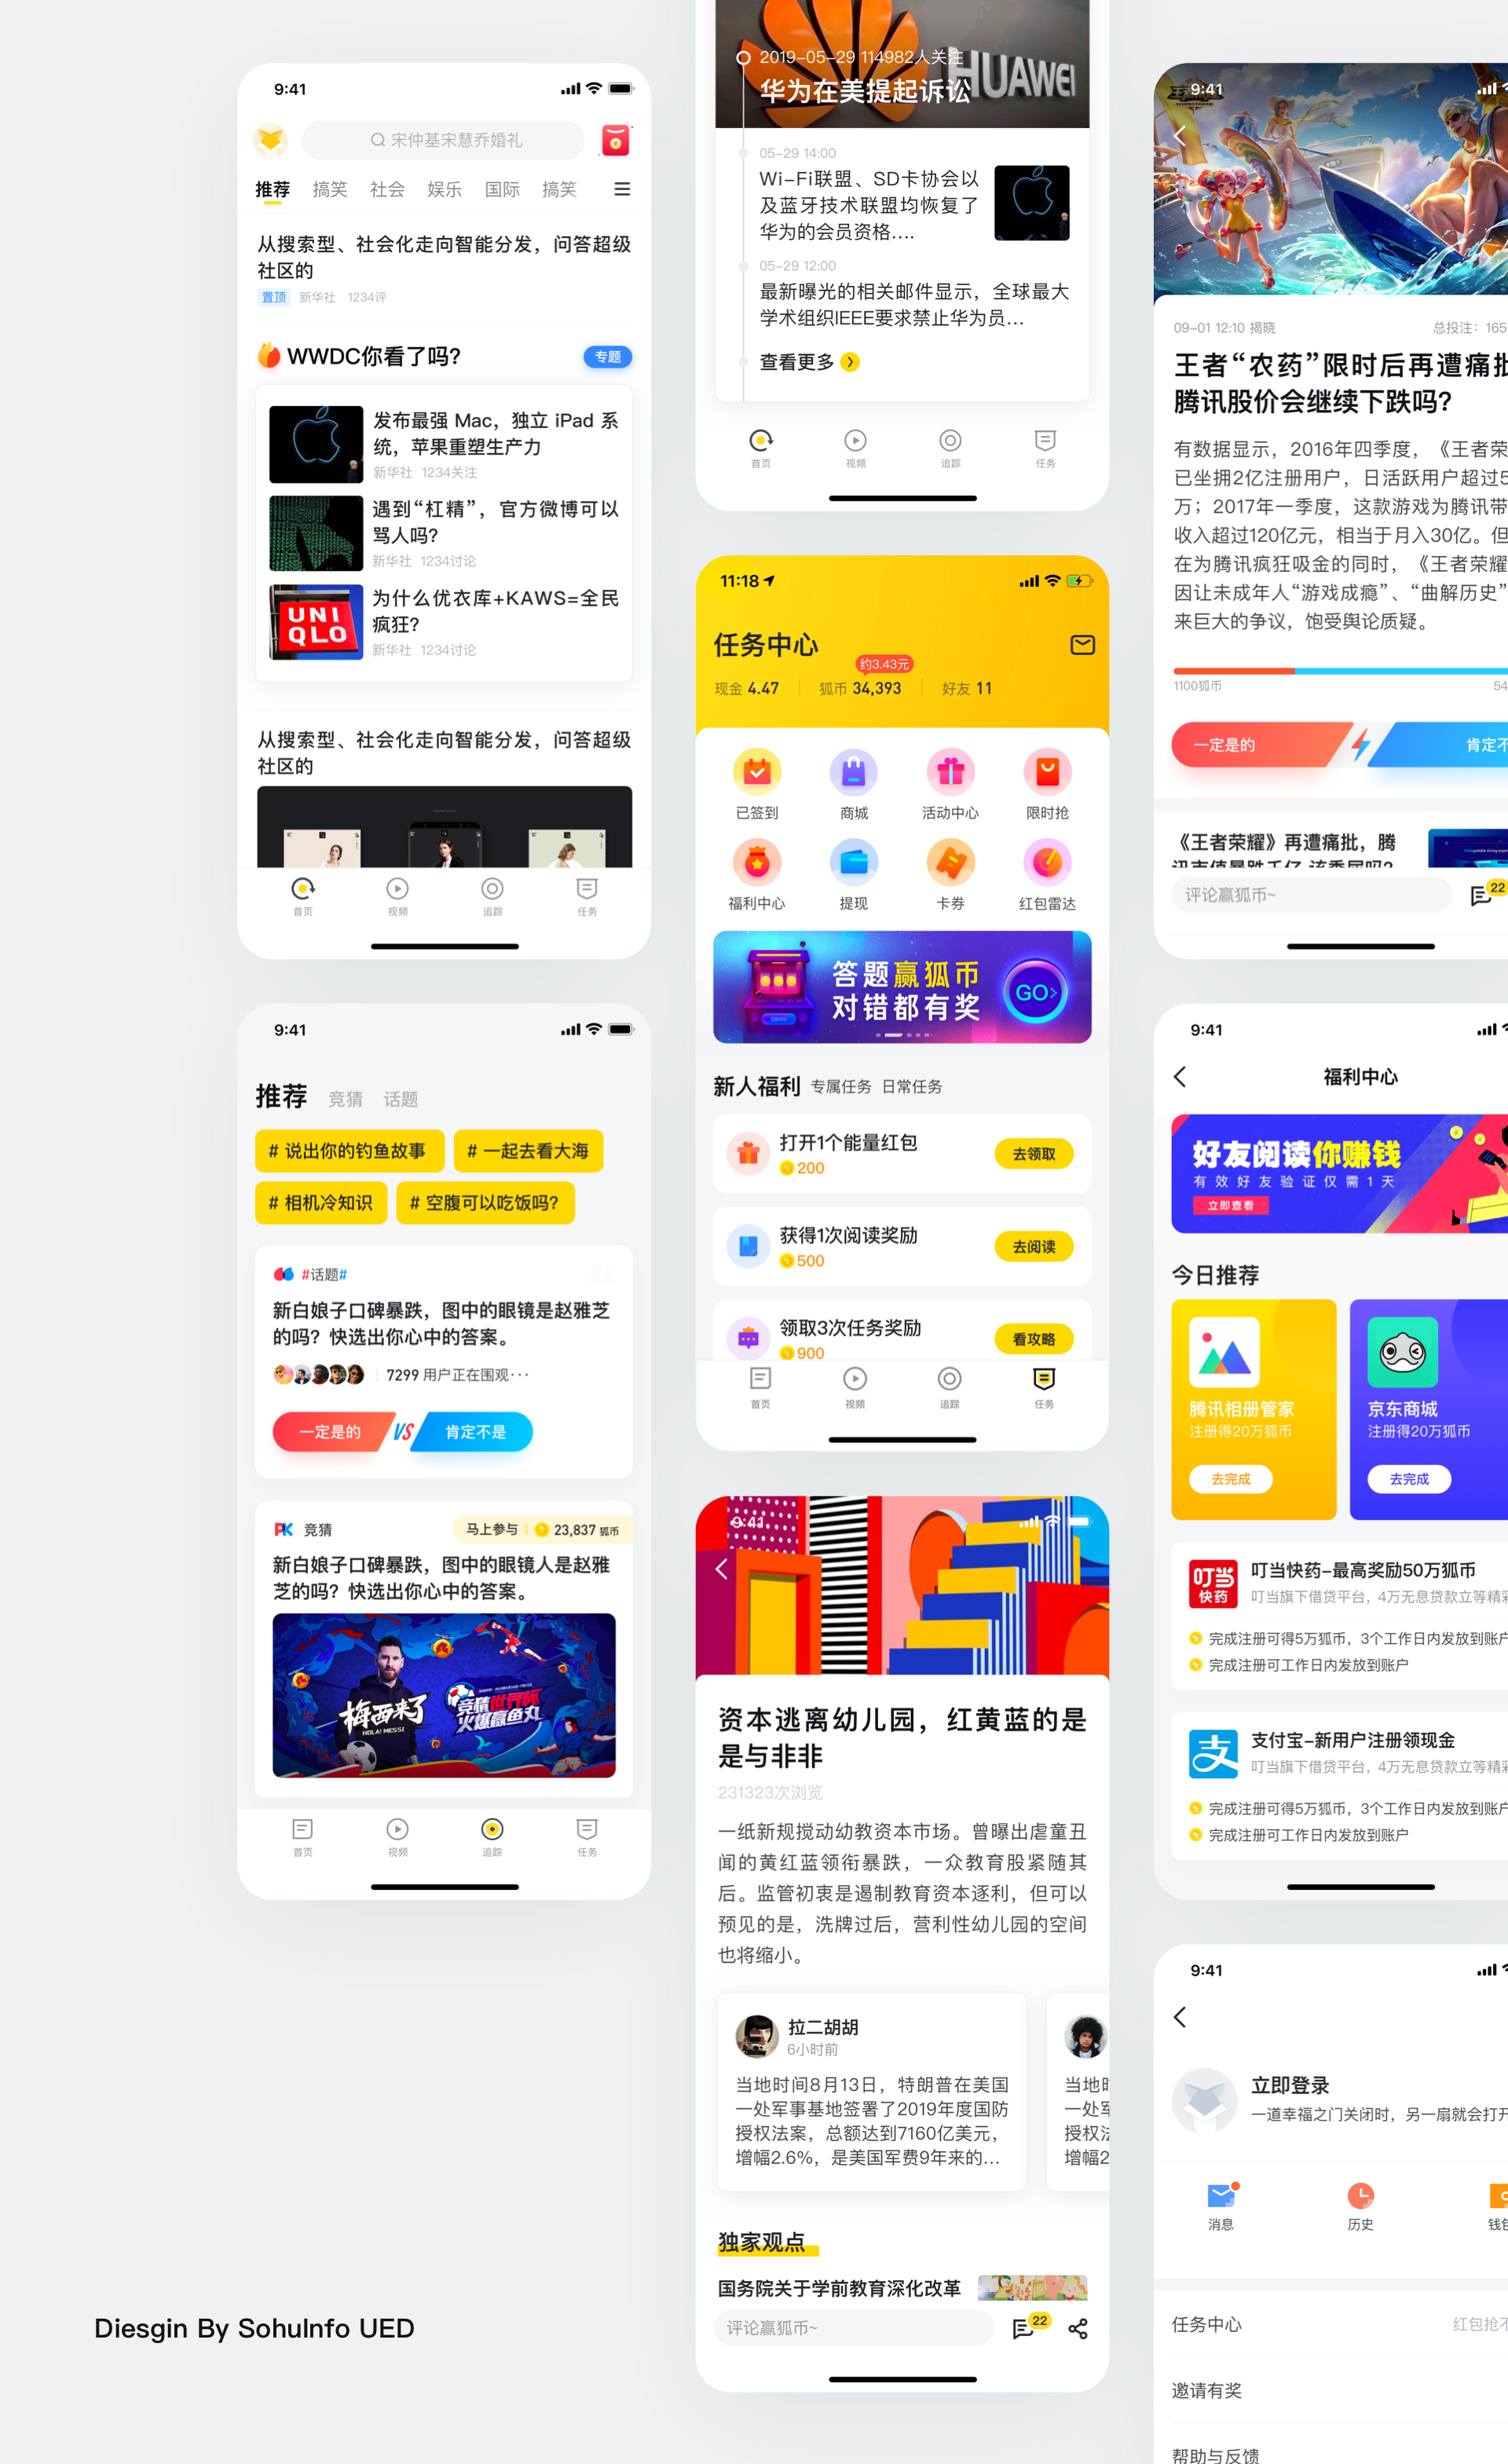 9:41
宋仲基宋慧乔婚礼
推荐 搞笑 社会 娱乐 国际 搞笑
从搜索型、社会化走向智能分发，问答超级
社区的
置顶 新华社 1234评
WWDC你看了吗?
专题
发布最强 Mac，独立 iPad 系
统，苹果重塑生产力
新华社 1234关注
遇到“杠精”，官方微博可以
骂人吗?
新华社 1234讨论
UNI
QLO
为什么优衣库+KAWS=全民
疯狂?
新华社 1234讨论
从搜索型、社会化走向智能分发，问答超级
社区的
首页 视频 追踪 任务
9:41
推荐 竞猜 话题
# 说出你的钓鱼故事 # 一起去看大海
# 相机冷知识 # 空腹可以吃饭吗?
#话题#
新白娘子口碑暴跌，图中的眼镜是赵雅芝
的吗？快选出你心中的答案。
7299 用户正在围观···
一定是的 VS 肯定不是
PK 竞猜
马上参与 23,837 狐币
新白娘子口碑暴跌，图中的眼镜人是赵雅
芝的吗？快选出你心中的答案。
梅西来了
HOLA! MESSI
竞猜世界杯
火爆赢鱼丸
首页 视频 追踪 任务
Diesgin By SohuInfo UED
HUAWEI
2019-05-29 114982人关注
华为在美提起诉讼
05-29 14:00
Wi-Fi联盟、SD卡协会以
及蓝牙技术联盟均恢复了
华为的会员资格....
05-29 12:00
最新曝光的相关邮件显示，全球最大
学术组织IEEE要求禁止华为员...
查看更多
首页 视频 追踪 任务
11:18
任务中心
约3.43元
现金 4.47 狐币 34,393 好友 11
已签到 商城 活动中心 限时抢
福利中心 提现 卡券 红包雷达
答题赢狐币
对错都有奖
GO>
新人福利 专属任务 日常任务
打开1个能量红包
200
去领取
获得1次阅读奖励
500
去阅读
领取3次任务奖励
900
看攻略
首页 视频 追踪 任务
9:41
资本逃离幼儿园，红黄蓝的是
是与非非
231323次浏览
一纸新规搅动幼教资本市场。曾曝出虐童丑
闻的黄红蓝领衔暴跌，一众教育股紧随其
后。监管初衷是遏制教育资本逐利，但可以
预见的是，洗牌过后，营利性幼儿园的空间
也将缩小。
拉二胡胡
6小时前
当地时间8月13日，特朗普在美国
一处军事基地签署了2019年度国防
授权法案，总额达到7160亿美元，
增幅2.6%，是美国军费9年来的...
当地
一处军
授权法
增幅2
独家观点
国务院关于学前教育深化改革
评论赢狐币~
22
9:41
09-01 12:10 揭晓
总投注：165
王者“农药”限时后再遭痛批
腾讯股价会继续下跌吗?
有数据显示，2016年四季度，《王者荣
已坐拥2亿注册用户，日活跃用户超过5
万；2017年一季度，这款游戏为腾讯带
收入超过120亿元，相当于月入30亿。但
在为腾讯疯狂吸金的同时，《王者荣耀
因让未成年人“游戏成瘾”、“曲解历史”
来巨大的争议，饱受舆论质疑。
1100狐币
54
一定是的 肯定不
《王者荣耀》再遭痛批，腾
讯市值暴跌千亿 该委屈吗?
评论赢狐币~
22
9:41
福利中心
好友阅读你赚钱
有效好友验证仅需1天
立即查看
今日推荐
腾讯相册管家
注册得20万狐币
去完成
京东商城
注册得20万狐币
去完成
叮当
快药
叮当快药-最高奖励50万狐币
叮当旗下借贷平台，4万无息贷款立等精彩
完成注册可得5万狐币，3个工作日内发放到账户
完成注册可工作日内发放到账户
支
支付宝-新用户注册领现金
叮当旗下借贷平台，4万无息贷款立等精彩
完成注册可得5万狐币，3个工作日内发放到账户
完成注册可工作日内发放到账户
9:41
立即登录
一道幸福之门关闭时，另一扇就会打开
消息 历史 钱包
任务中心
红包抢不
邀请有奖
帮助与反馈